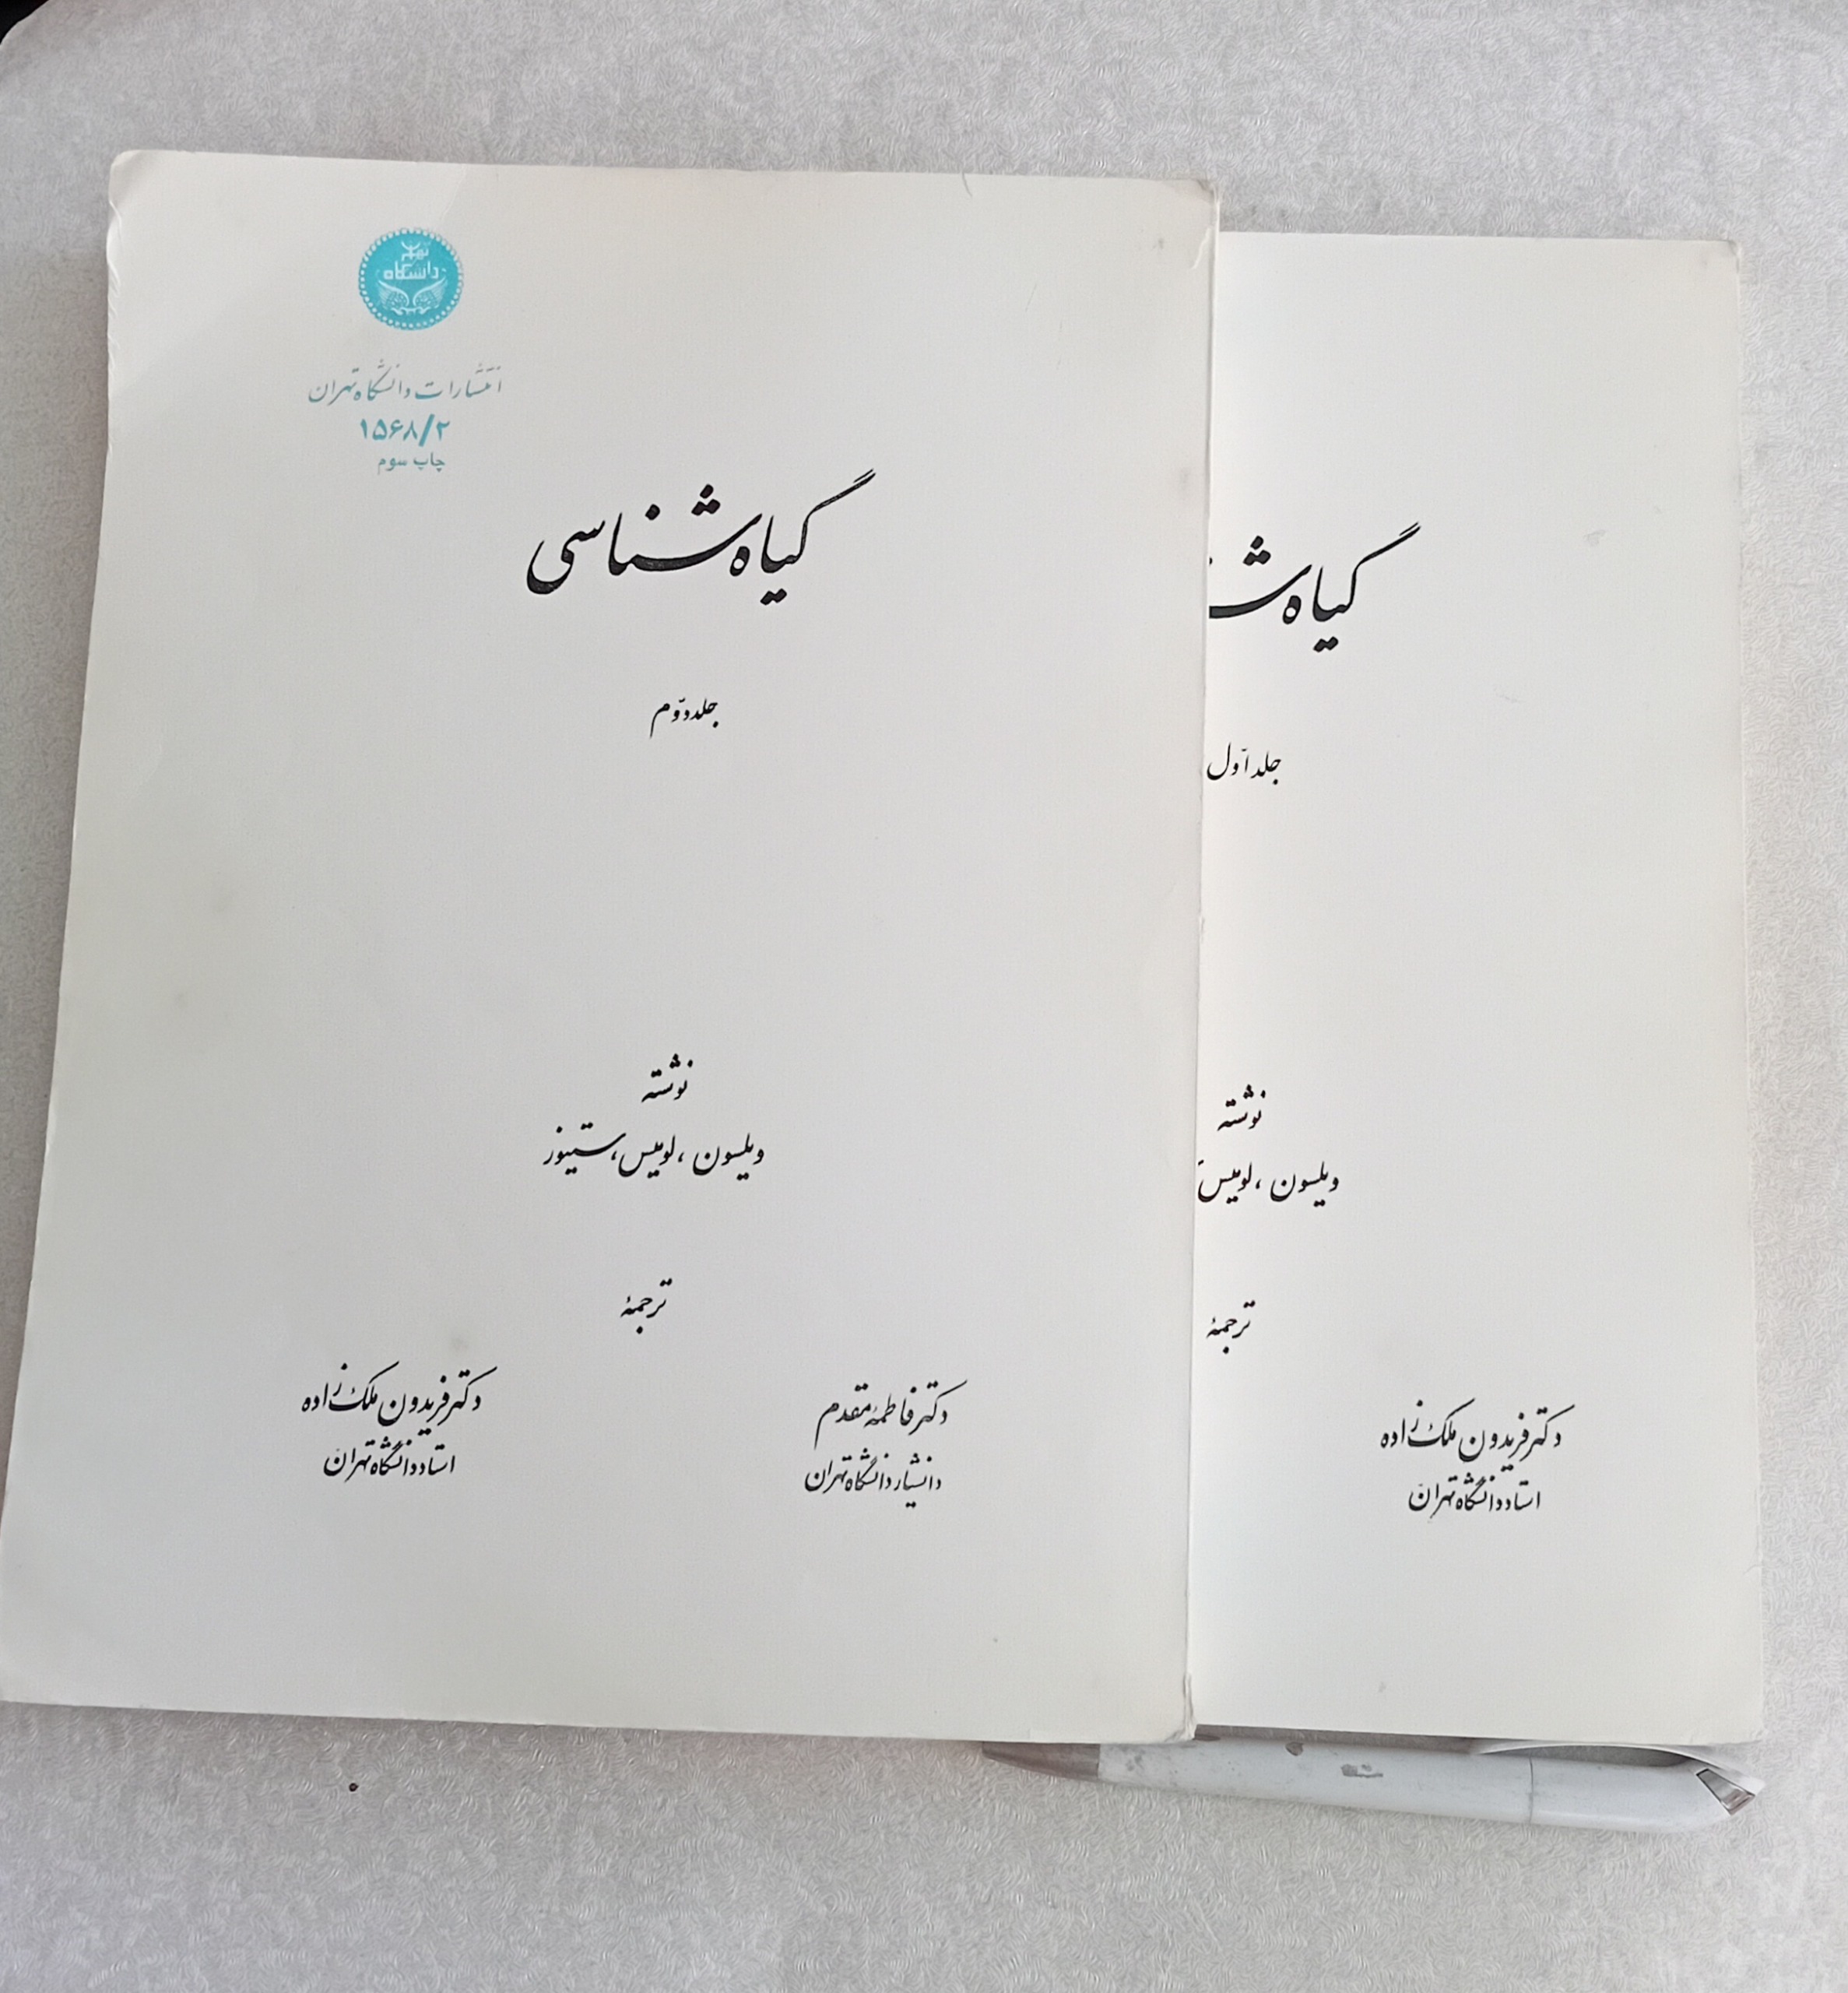 دانشگاه
تهران
انتشارات دانشگاه تهران
۱۵۶۸/۲
چاپ سوم
گیاه‌شناسی
جلد دوم
نوشته
ویلسون، لومیس، ستینوز
ترجمهٔ
دکتر فاطمهٔ مقدم
دانشیار دانشگاه تهران
دکتر فریدون ملک‌زاده
استاد دانشگاه تهران
گیاه
جلد اول
نوشته
ویلسون، لومیس
ترجمهٔ
دکتر فریدون ملک‌زاده
استاد دانشگاه تهران